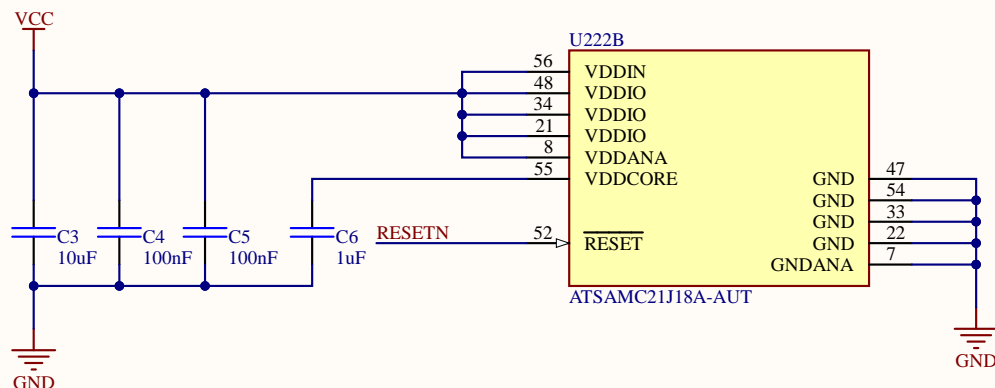 VCC
U222B
56 VDDIN
48 VDDIO
34 VDDIO
21 VDDIO
8 VDDANA
55 VDDCORE
GND 47
GND 54
C3 C4 C5 C6 RESETN 52 RESET GND 33
10uF 100nF 100nF 1uF GND 22
GNDANA 7
ATSAMC21J18A-AUT
GND
GND